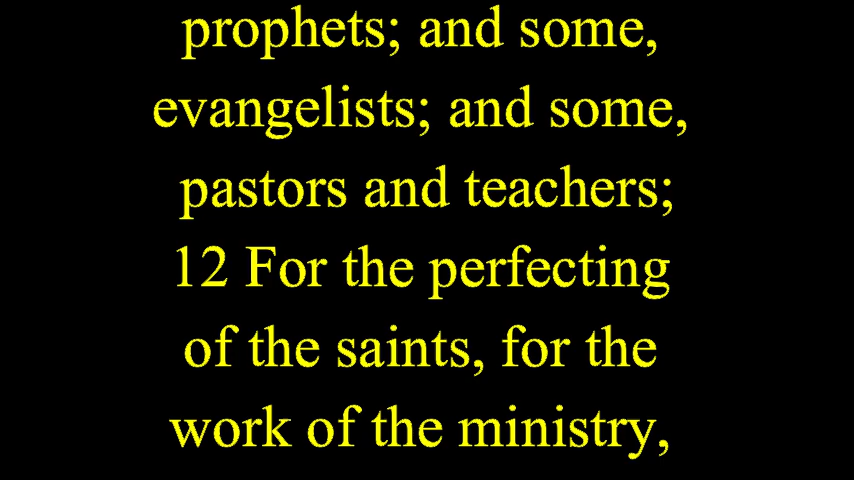 prophets; and some,
evangelists; and some,
pastors and teachers;
12 For the perfecting
of the saints, for the
work of the ministry,